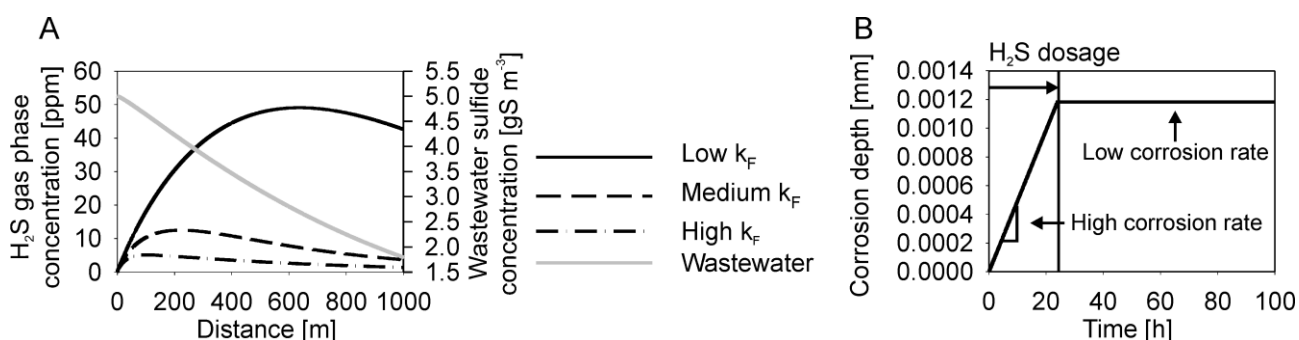 A
H₂S gas phase
concentration [ppm]
60
50
40
30
20
10
0
0 200 400 600 800 1000
Distance [m]
5.5
5.0
4.5
4.0
3.5
3.0
2.5
2.0
1.5
Wastewater sulfide
concentration [gS m⁻³]
Low k_F
Medium k_F
High k_F
Wastewater
B
H₂S dosage
Corrosion depth [mm]
0.0014
0.0012
0.0010
0.0008
0.0006
0.0004
0.0002
0.0000
Low corrosion rate
High corrosion rate
0 20 40 60 80 100
Time [h]